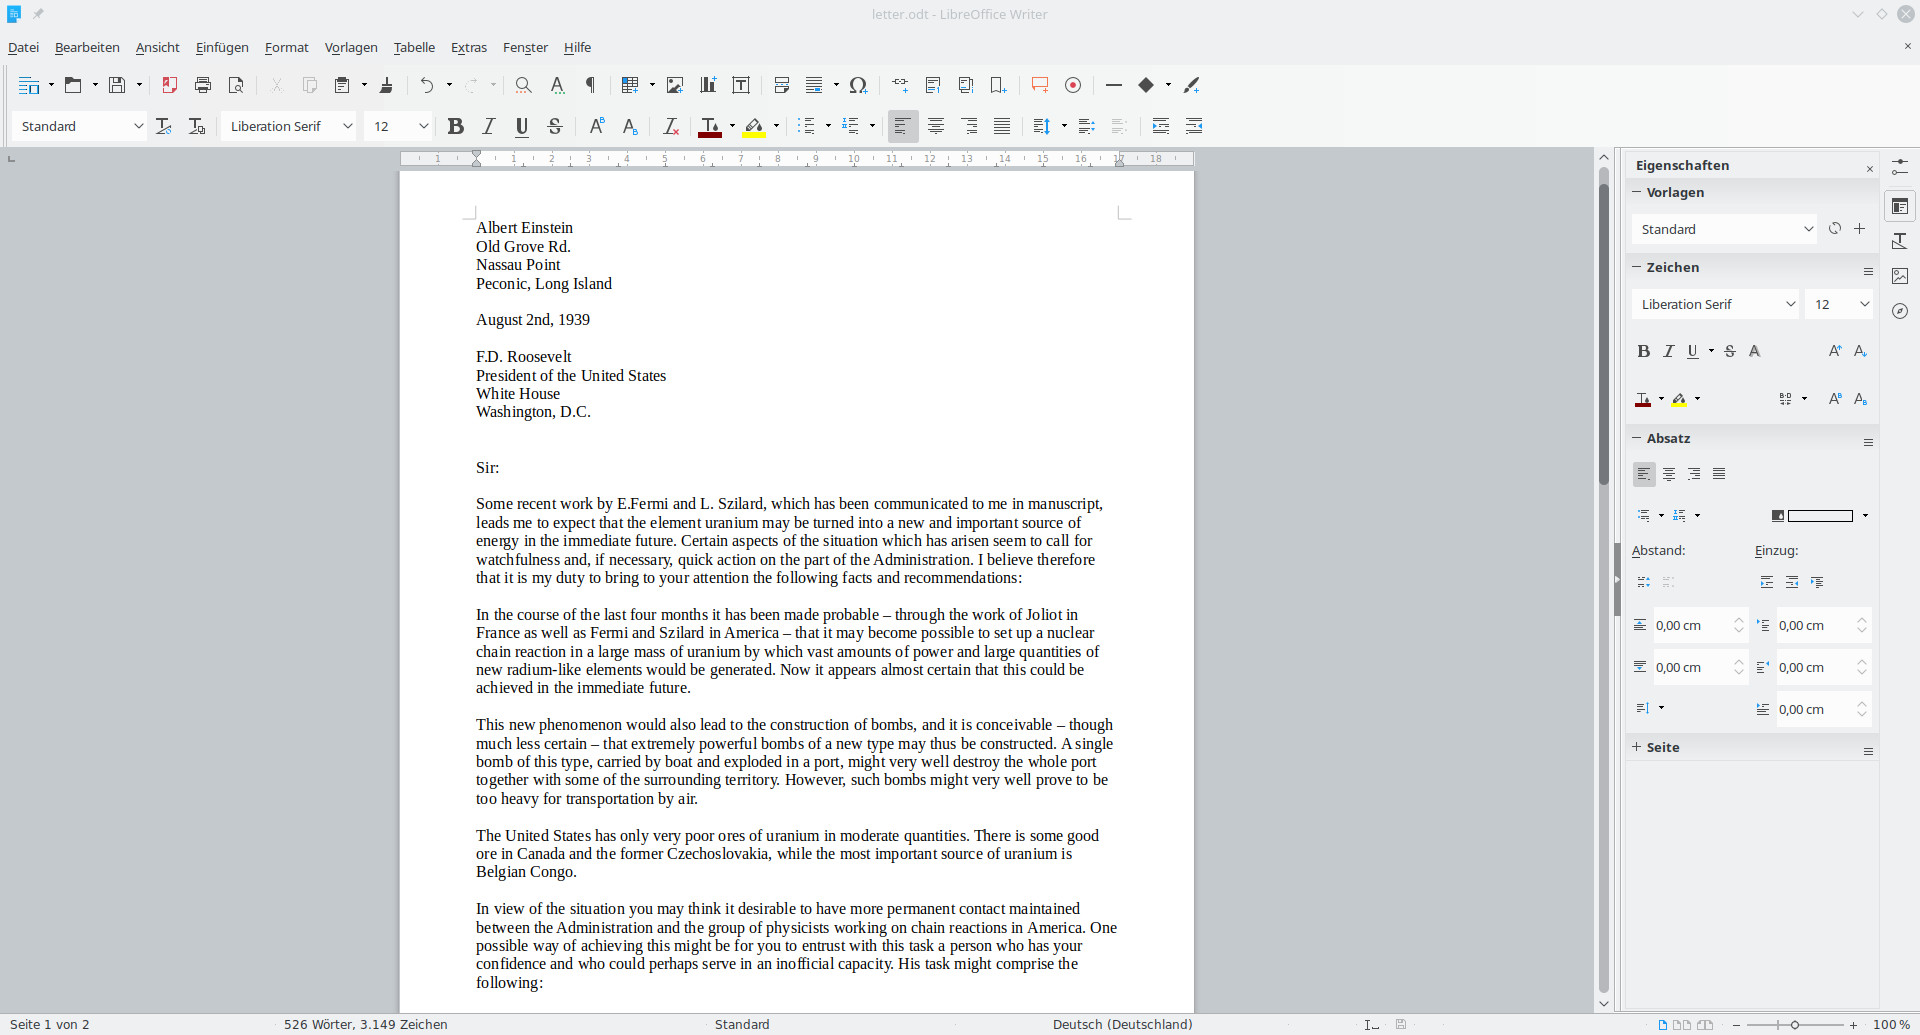 letter.odt - LibreOffice Writer
Datei Bearbeiten Ansicht Einfügen Format Vorlagen Tabelle Extras Fenster Hilfe
Standard Liberation Serif 12
1 1 2 3 4 5 6 7 8 9 10 11 12 13 14 15 16 17 18
Albert Einstein
Old Grove Rd.
Nassau Point
Peconic, Long Island
August 2nd, 1939
F.D. Roosevelt
President of the United States
White House
Washington, D.C.
Sir:
Some recent work by E.Fermi and L. Szilard, which has been communicated to me in manuscript,
leads me to expect that the element uranium may be turned into a new and important source of
energy in the immediate future. Certain aspects of the situation which has arisen seem to call for
watchfulness and, if necessary, quick action on the part of the Administration. I believe therefore
that it is my duty to bring to your attention the following facts and recommendations:
In the course of the last four months it has been made probable – through the work of Joliot in
France as well as Fermi and Szilard in America – that it may become possible to set up a nuclear
chain reaction in a large mass of uranium by which vast amounts of power and large quantities of
new radium-like elements would be generated. Now it appears almost certain that this could be
achieved in the immediate future.
This new phenomenon would also lead to the construction of bombs, and it is conceivable – though
much less certain – that extremely powerful bombs of a new type may thus be constructed. A single
bomb of this type, carried by boat and exploded in a port, might very well destroy the whole port
together with some of the surrounding territory. However, such bombs might very well prove to be
too heavy for transportation by air.
The United States has only very poor ores of uranium in moderate quantities. There is some good
ore in Canada and the former Czechoslovakia, while the most important source of uranium is
Belgian Congo.
In view of the situation you may think it desirable to have more permanent contact maintained
between the Administration and the group of physicists working on chain reactions in America. One
possible way of achieving this might be for you to entrust with this task a person who has your
confidence and who could perhaps serve in an inofficial capacity. His task might comprise the
following:
Eigenschaften
Vorlagen
Standard
Zeichen
Liberation Serif 12
Absatz
Abstand: Einzug:
0,00 cm 0,00 cm
0,00 cm 0,00 cm
0,00 cm
Seite
Seite 1 von 2 526 Wörter, 3.149 Zeichen Standard Deutsch (Deutschland) 100 %